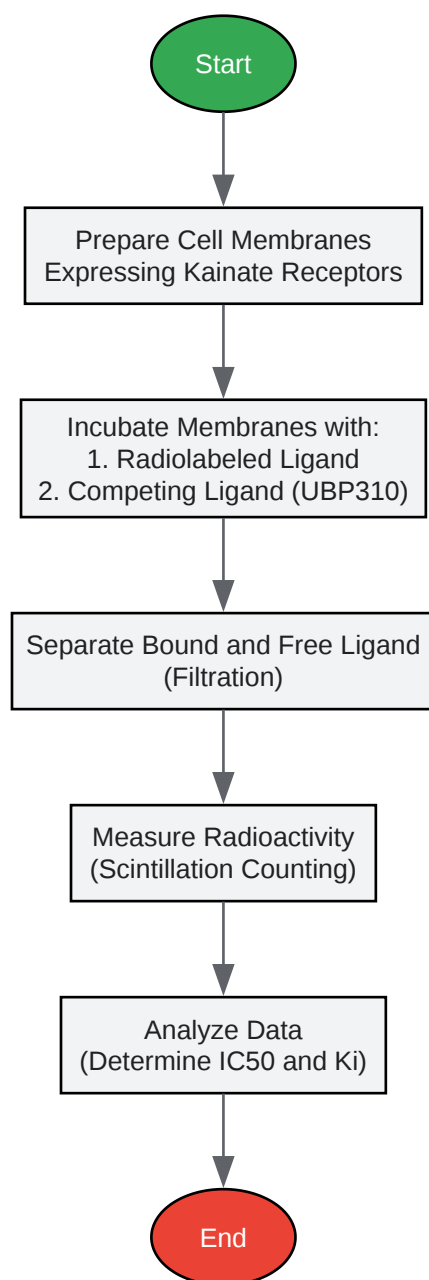 Start
Prepare Cell Membranes
Expressing Kainate Receptors
Incubate Membranes with:
1. Radiolabeled Ligand
2. Competing Ligand (UBP310)
Separate Bound and Free Ligand
(Filtration)
Measure Radioactivity
(Scintillation Counting)
Analyze Data
(Determine IC50 and Ki)
End